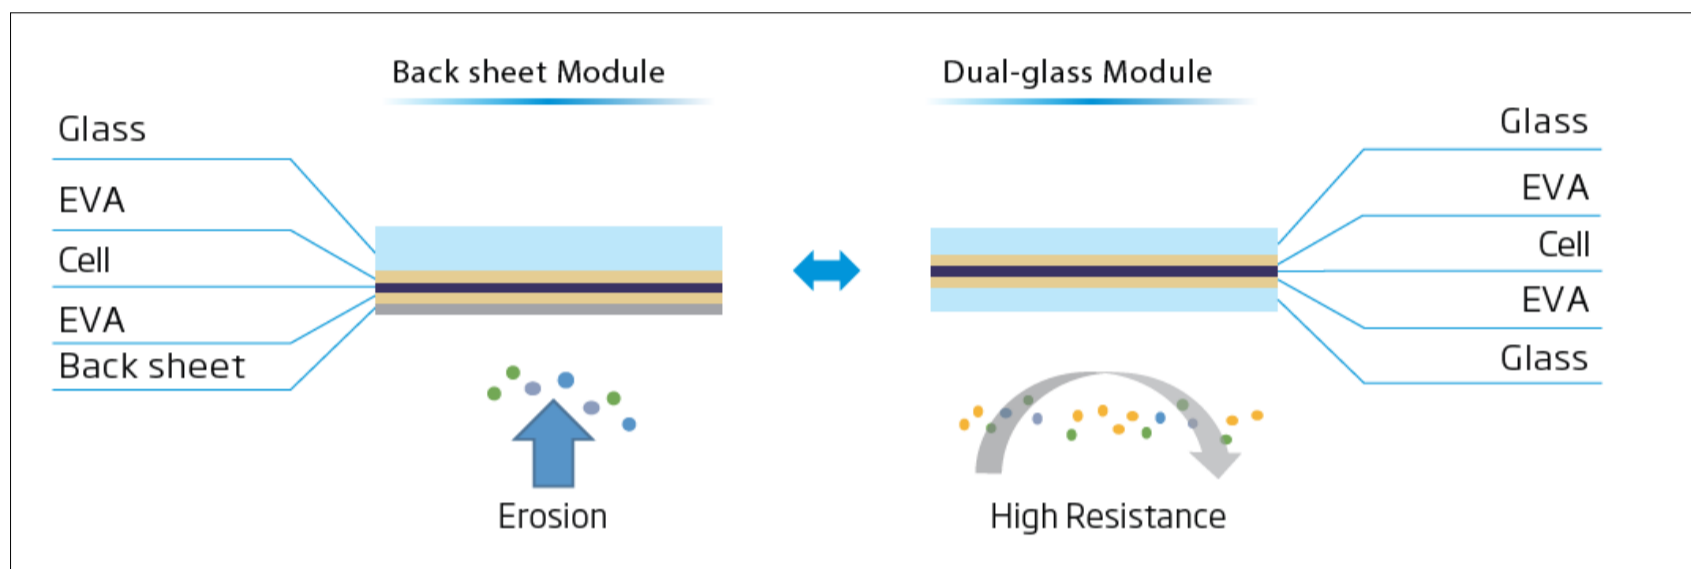 Back sheet Module
Glass
EVA
Cell
EVA
Back sheet
Erosion
Dual-glass Module
Glass
EVA
Cell
EVA
Glass
High Resistance